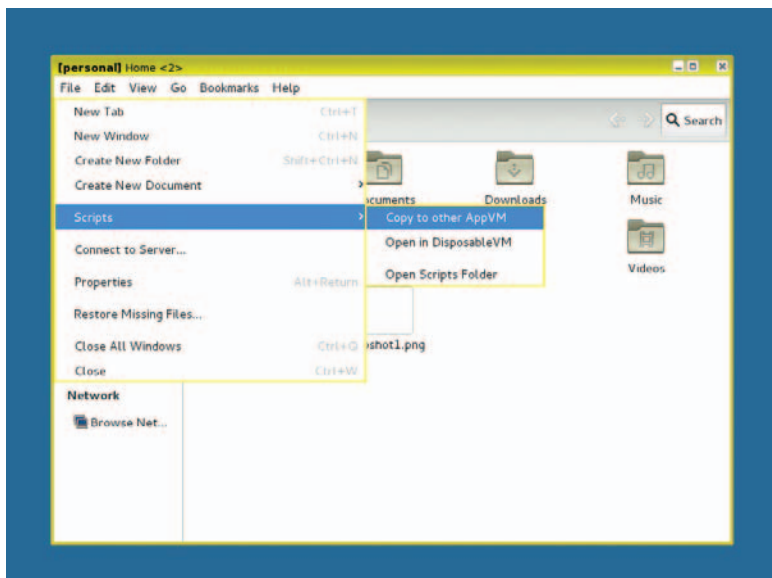 [personal] Home <2>
File Edit View Go Bookmarks Help
New Tab Ctrl+T
New Window Ctrl+N
Create New Folder Shift+Ctrl+N
Create New Document
Scripts
Connect to Server...
Properties Alt+Return
Restore Missing Files...
Close All Windows Ctrl+Q
Close Ctrl+W
Copy to other AppVM
Open in DisposableVM
Open Scripts Folder
Search
ocuments
Downloads
Music
Videos
shot1.png
Network
Browse Net...